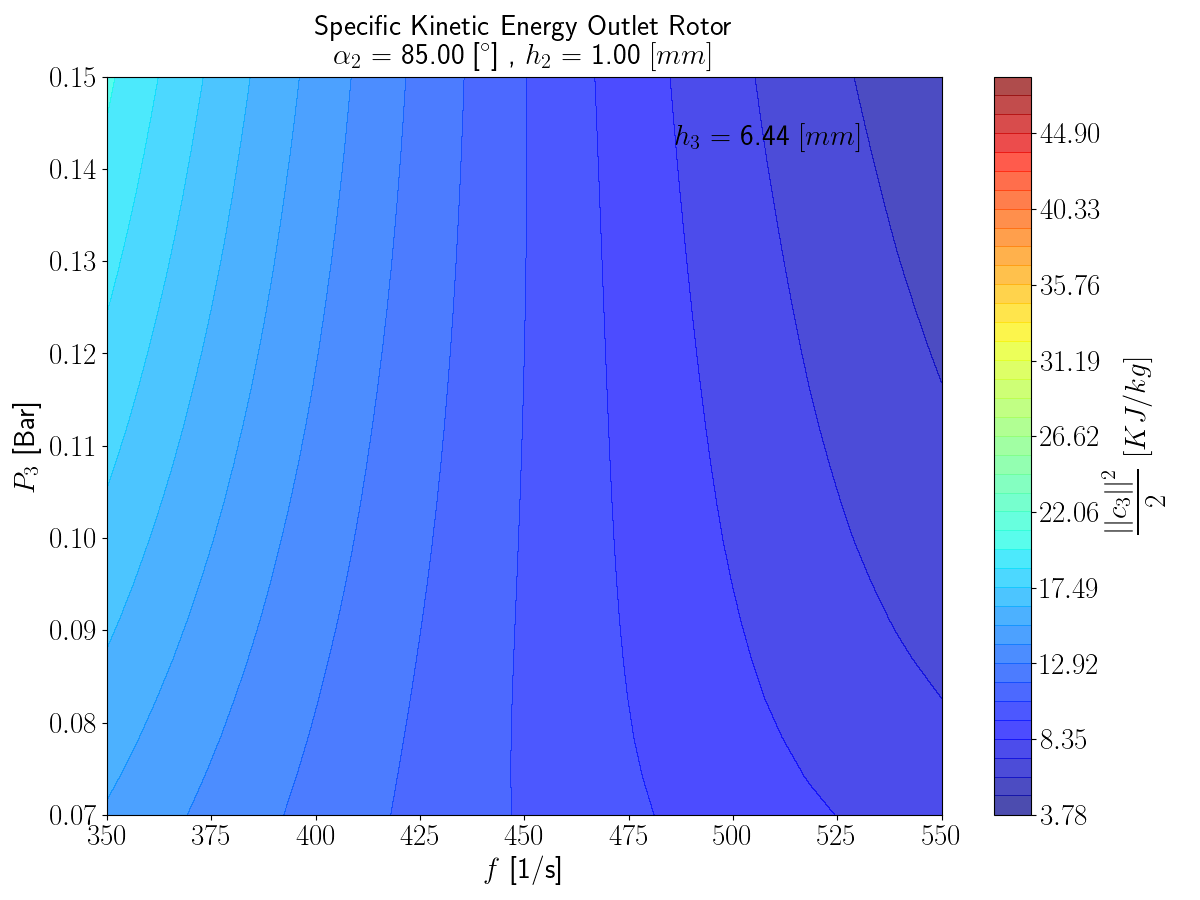 Specific Kinetic Energy Outlet Rotor
α₂ = 85.00 [°] , h₂ = 1.00 [mm]
h₃ = 6.44 [mm]
0.15
0.14
0.13
0.12
0.11
0.10
0.09
0.08
0.07
P₃ [Bar]
350 375 400 425 450 475 500 525 550
f [1/s]
44.90
40.33
35.76
31.19
26.62
22.06
17.49
12.92
8.35
3.78
||c₃||²/2 [KJ/kg]